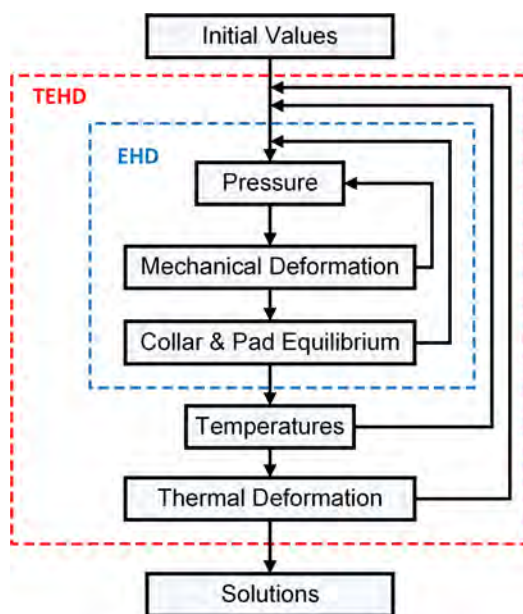 Initial Values
TEHD
EHD
Pressure
Mechanical Deformation
Collar & Pad Equilibrium
Temperatures
Thermal Deformation
Solutions